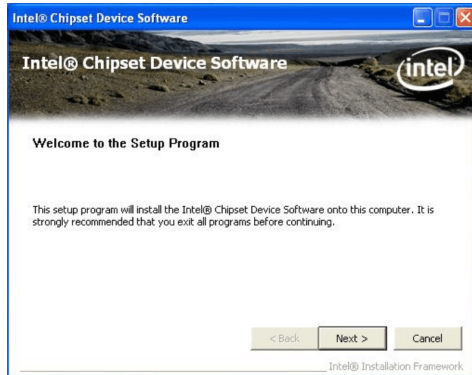 Intel® Chipset Device Software
Intel® Chipset Device Software
intel
Welcome to the Setup Program
This setup program will install the Intel® Chipset Device Software onto this computer. It is
strongly recommended that you exit all programs before continuing.
< Back Next > Cancel
Intel® Installation Framework